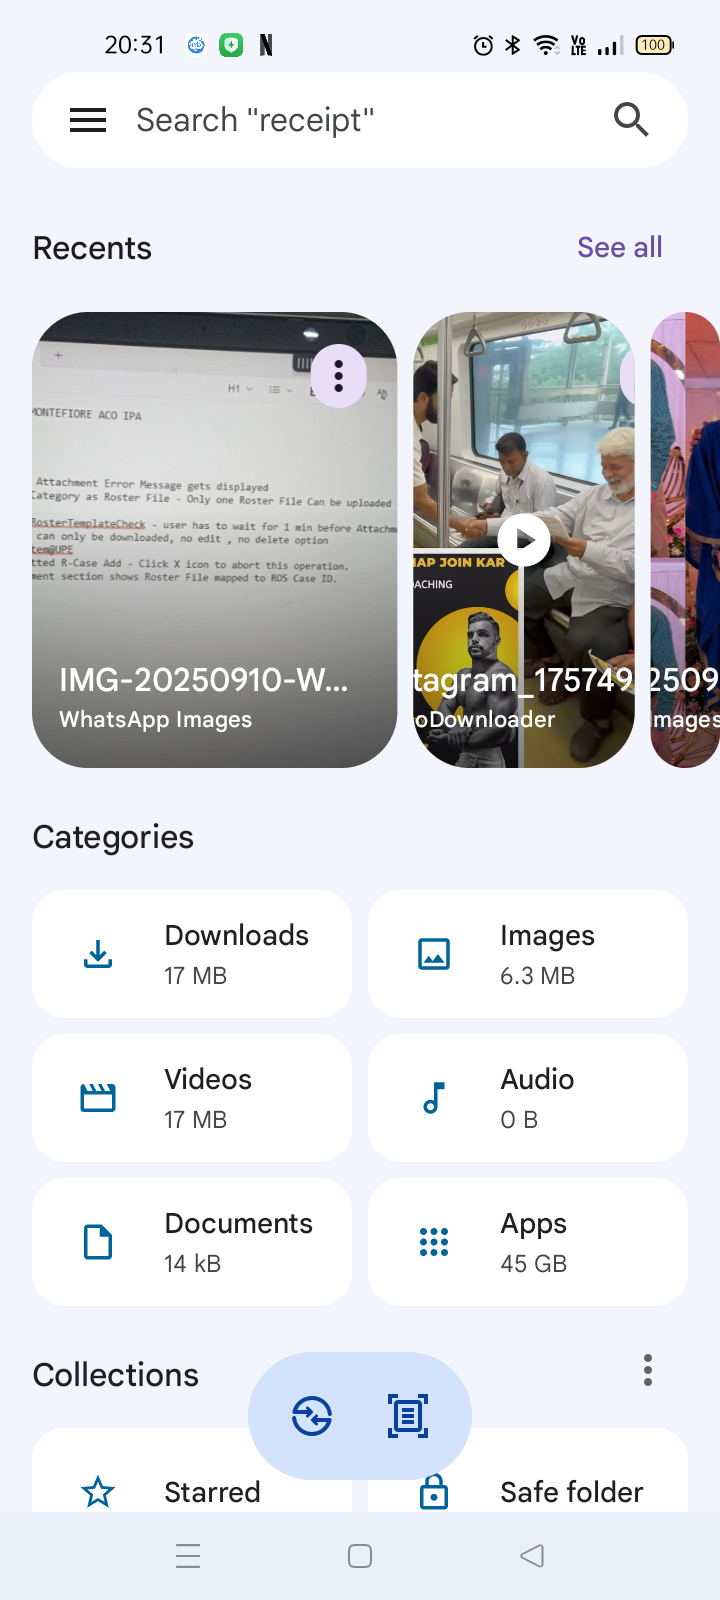 20:31
VoLTE
100
Search "receipt"
Recents
See all
H1
MONTEFIORE ACO IPA
Attachment Error Message gets displayed
Category as Roster File - Only one Roster File Can be uploaded
RosterTemplateCheck - user has to wait for 1 min before Attachm
can only be downloaded, no edit , no delete option
tem@UPE
tted R-Case Add - Click X icon to abort this operation.
ment section shows Roster File mapped to ROS Case ID.
IMG-20250910-W...
WhatsApp Images
HAP JOIN KAR
OACHING
tagram_175749
oDownloader
2509
Images
Categories
Downloads
17 MB
Images
6.3 MB
Videos
17 MB
Audio
0 B
Documents
14 kB
Apps
45 GB
Collections
Starred
Safe folder